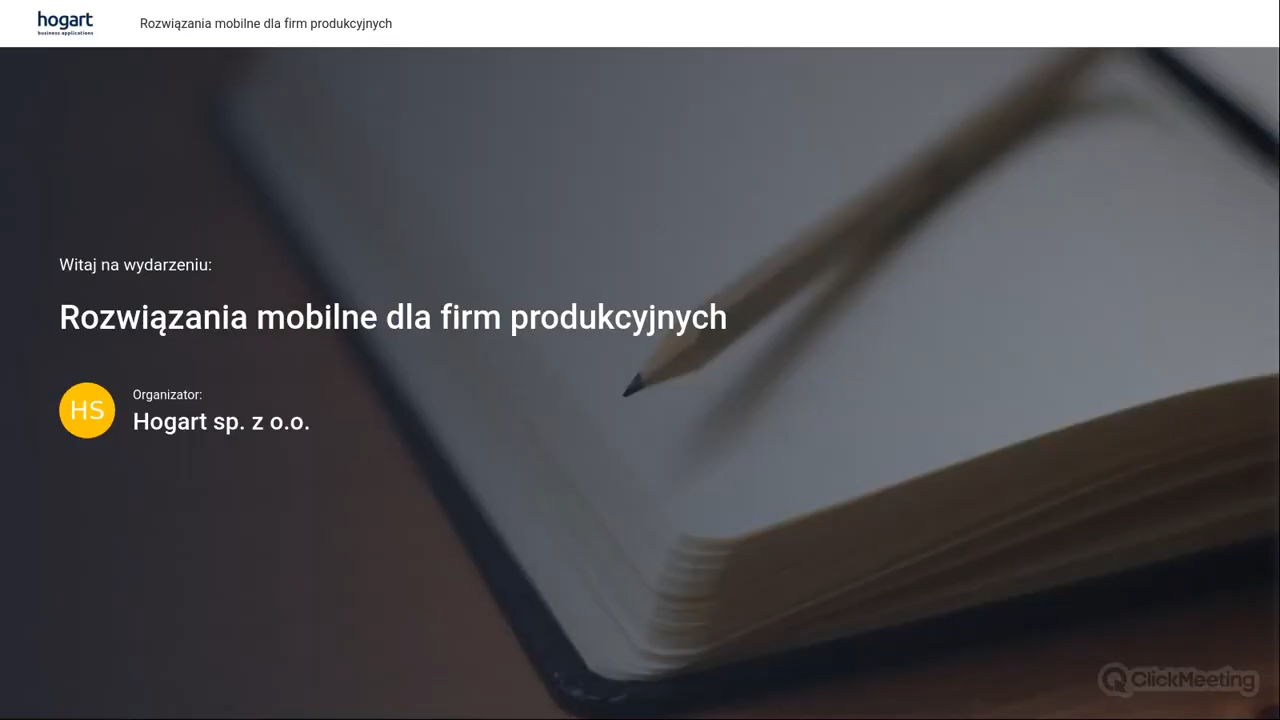 hogart
business applications
Rozwiązania mobilne dla firm produkcyjnych
Witaj na wydarzeniu:
Rozwiązania mobilne dla firm produkcyjnych
HS
Organizator:
Hogart sp. z o.o.
ClickMeeting